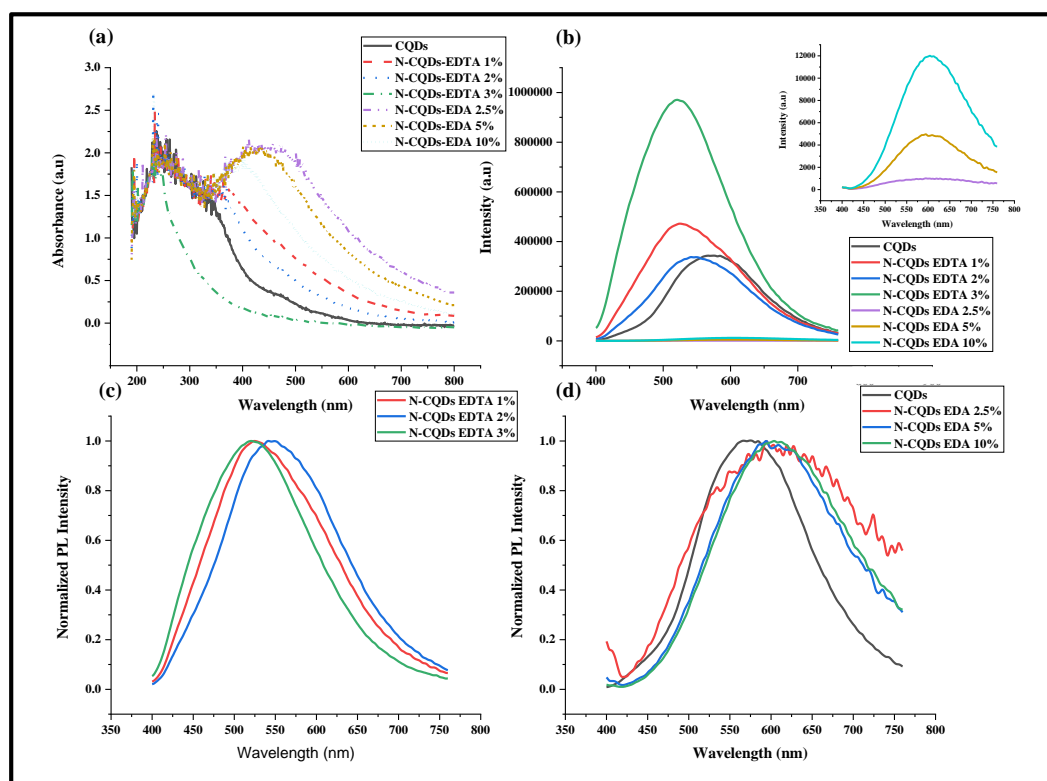 (a)
CQDs
N-CQDs-EDTA 1%
N-CQDs-EDTA 2%
N-CQDs-EDTA 3%
N-CQDs-EDA 2.5%
N-CQDs-EDA 5%
N-CQDs-EDA 10%
3.0
2.5
2.0
1.5
1.0
0.5
0.0
Absorbance (a.u)
200 300 400 500 600 700 800
Wavelength (nm)
(b)
1000000
800000
600000
400000
200000
0
Intensity (a.u)
400 450 500 550 600 650 700
Wavelength (nm)
12000
10000
8000
6000
4000
2000
0
Intensity (a.u)
350 400 450 500 550 600 650 700 750 800
Wavelength (nm)
CQDs
N-CQDs EDTA 1%
N-CQDs EDTA 2%
N-CQDs EDTA 3%
N-CQDs EDA 2.5%
N-CQDs EDA 5%
N-CQDs EDA 10%
(c)
N-CQDs EDTA 1%
N-CQDs EDTA 2%
N-CQDs EDTA 3%
1.0
0.8
0.6
0.4
0.2
0.0
Normalized PL Intensity
350 400 450 500 550 600 650 700 750 800
Wavelength (nm)
(d)
CQDs
N-CQDs EDA 2.5%
N-CQDs EDA 5%
N-CQDs EDA 10%
1.0
0.8
0.6
0.4
0.2
0.0
Normalized PL Intensity
350 400 450 500 550 600 650 700 750 800
Wavelength (nm)